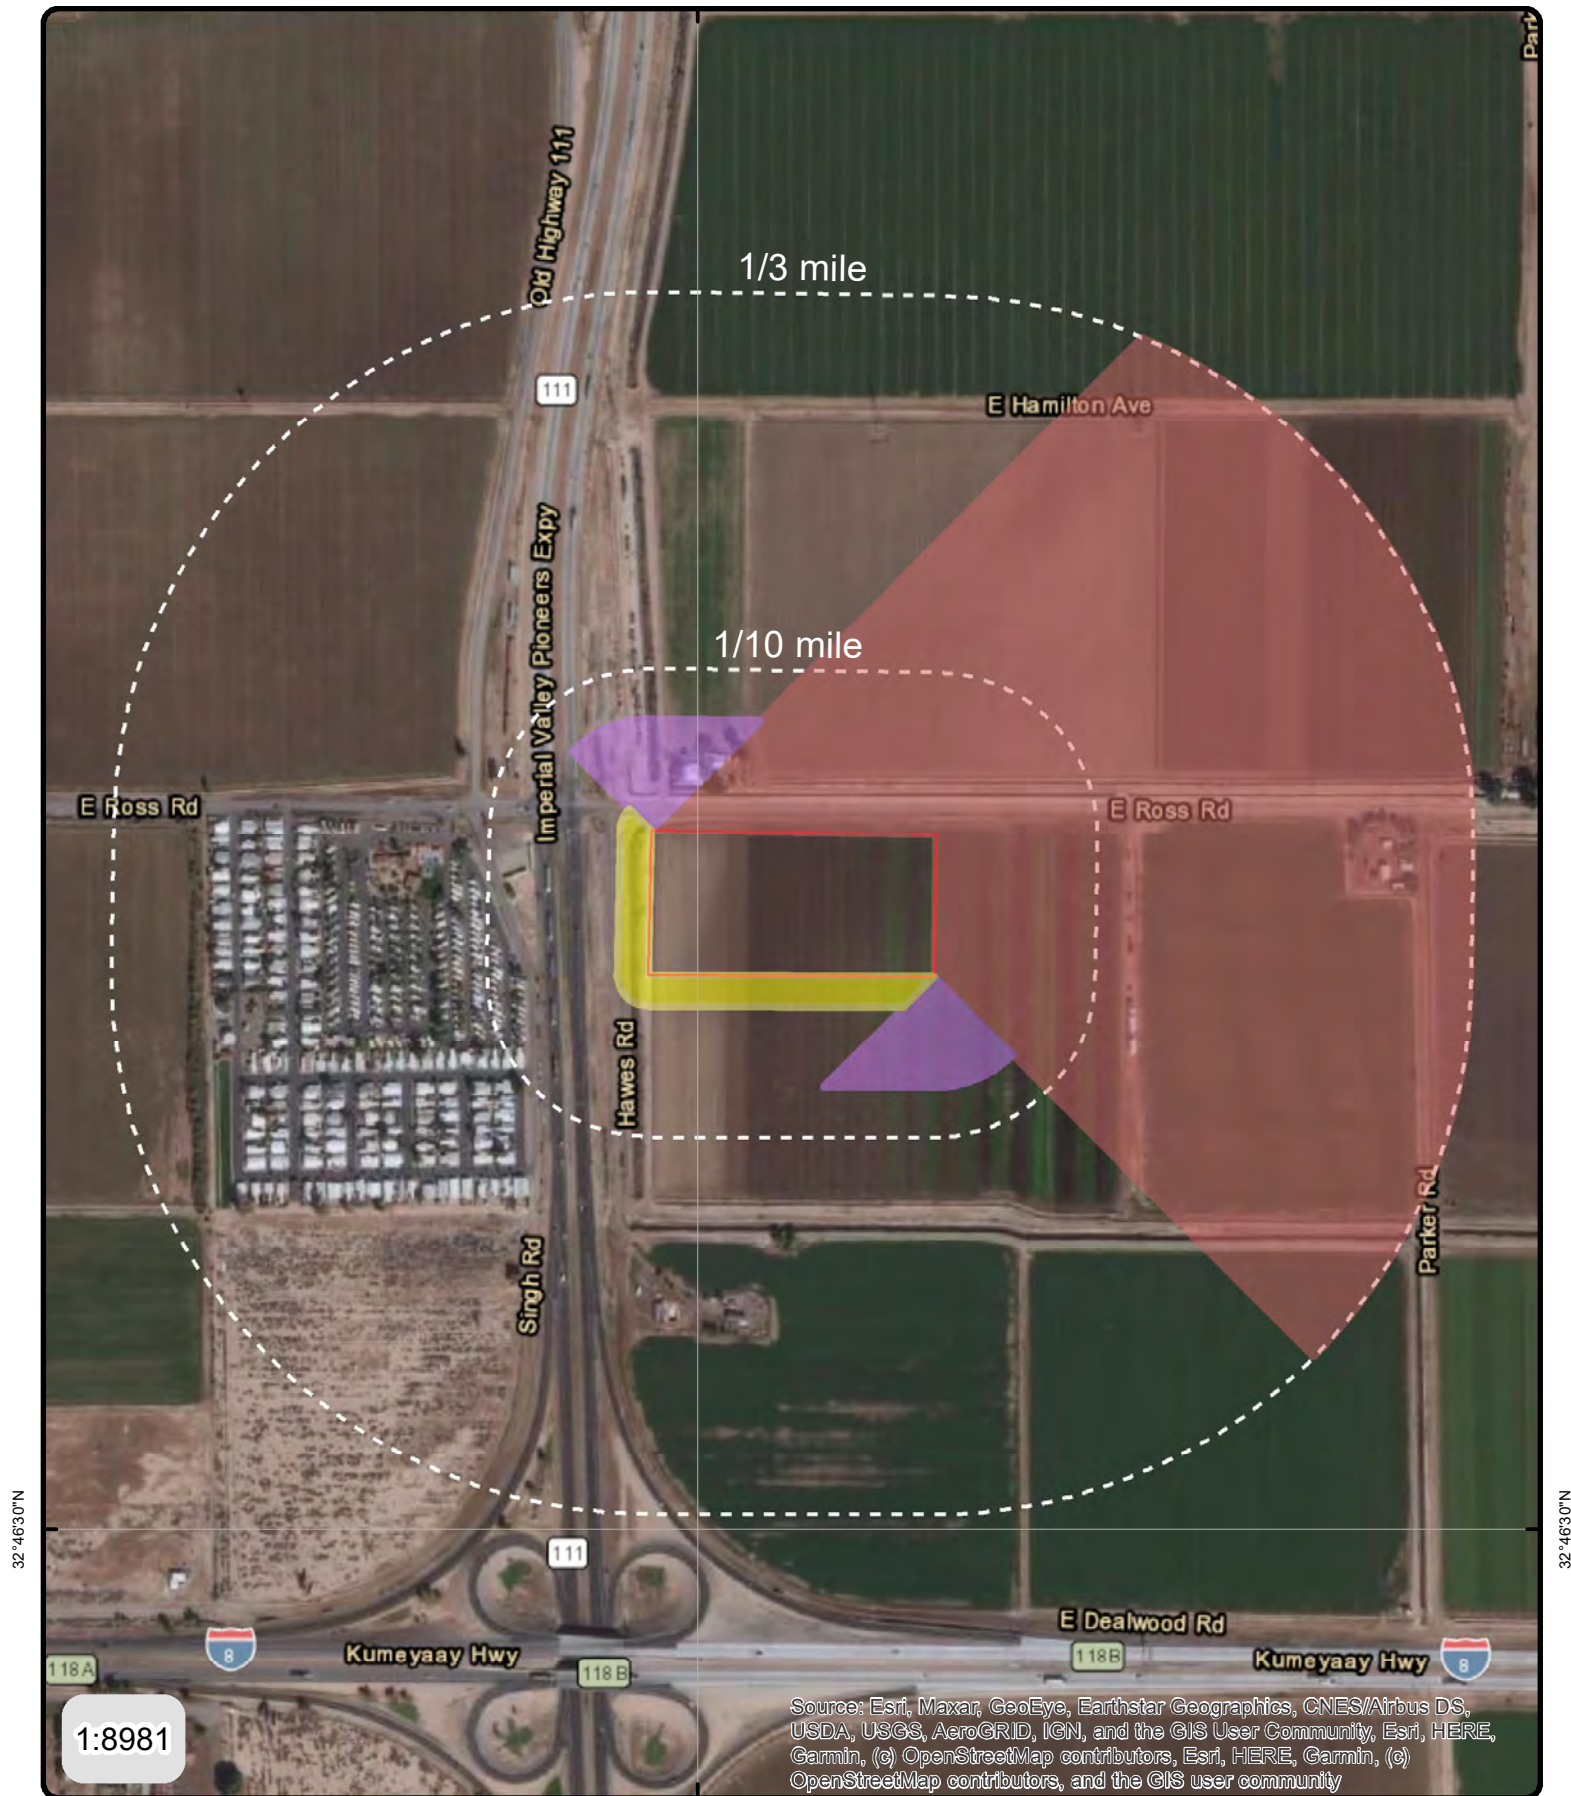 Park
Old Highway 111
1/3 mile
111
E Hamilton Ave
Imperial Valley Pioneers Expy
1/10 mile
E Ross Rd
E Ross Rd
Hawes Rd
Parker Rd
Singh Rd
32°46'30"N
32°46'30"N
111
E Dealwood Rd
8
Kumeyaay Hwy
118A
118B
118B
Kumeyaay Hwy
8
1:8981
Source: Esri, Maxar, GeoEye, Earthstar Geographics, CNES/Airbus DS,
USDA, USGS, AeroGRID, IGN, and the GIS User Community, Esri, HERE,
Garmin, (c) OpenStreetMap contributors, Esri, HERE, Garmin, (c)
OpenStreetMap contributors, and the GIS user community